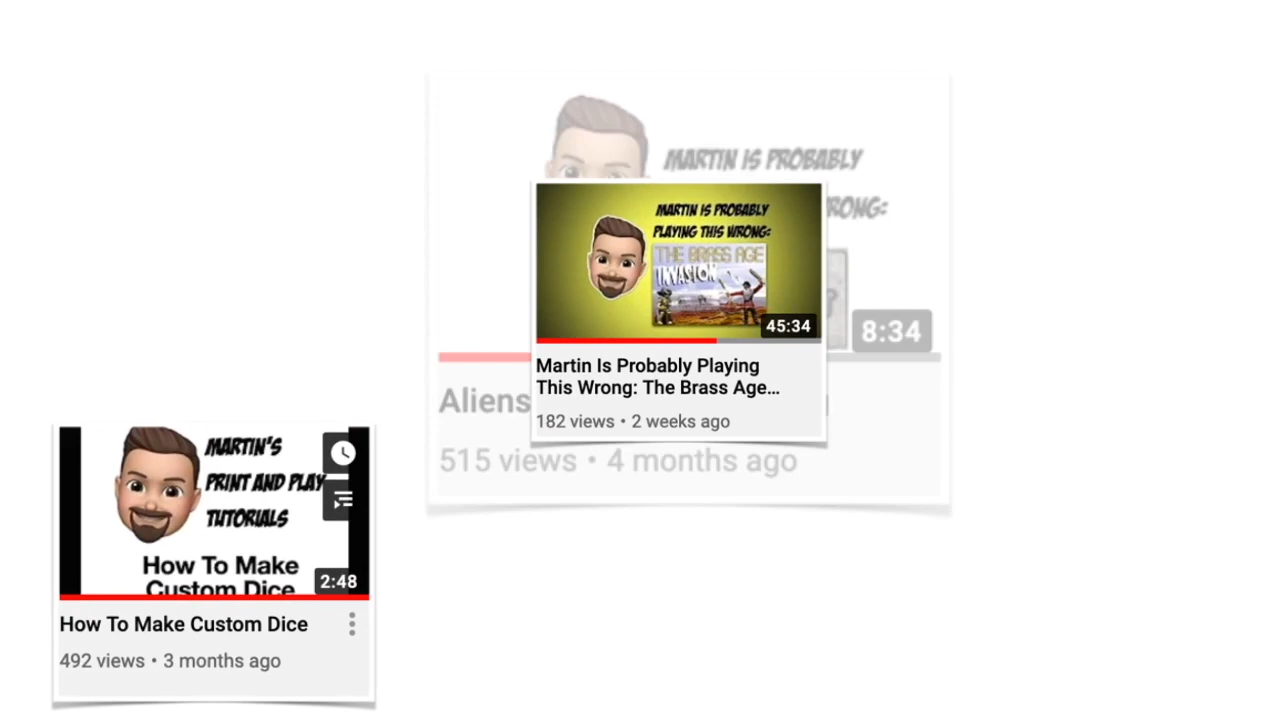 MARTIN IS PROBABLY
RONG:
8:34
Aliens
515 views • 4 months ago
MARTIN IS PROBABLY
PLAYING THIS WRONG:
THE BRASS AGE
INVASION
45:34
Martin Is Probably Playing
This Wrong: The Brass Age...
182 views • 2 weeks ago
MARTIN'S
PRINT AND PLAY
TUTORIALS
How To Make
Custom Dice
2:48
How To Make Custom Dice
492 views • 3 months ago